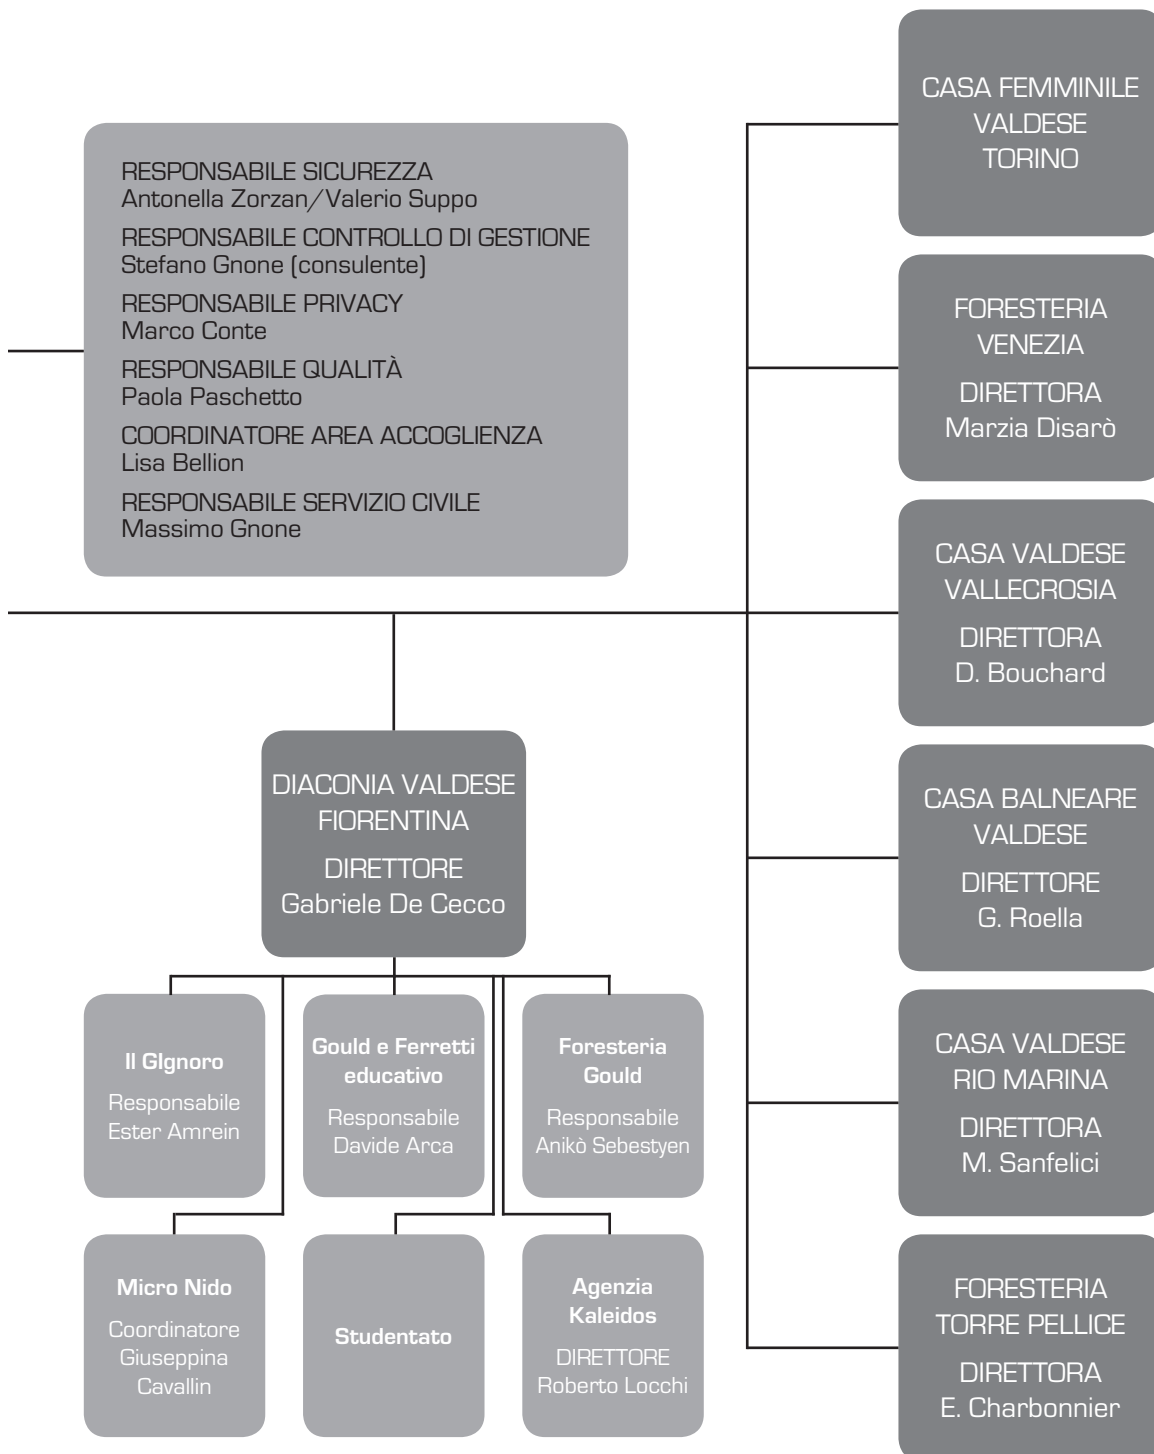 RESPONSABILE SICUREZZA
Antonella Zorzan/Valerio Suppo
RESPONSABILE CONTROLLO DI GESTIONE
Stefano Gnone (consulente)
RESPONSABILE PRIVACY
Marco Conte
RESPONSABILE QUALITÀ
Paola Paschetto
COORDINATORE AREA ACCOGLIENZA
Lisa Bellion
RESPONSABILE SERVIZIO CIVILE
Massimo Gnone
CASA FEMMINILE
VALDESE
TORINO
FORESTERIA
VENEZIA
DIRETTORA
Marzia Disarò
CASA VALDESE
VALLECROSIA
DIRETTORA
D. Bouchard
CASA BALNEARE
VALDESE
DIRETTORE
G. Roella
CASA VALDESE
RIO MARINA
DIRETTORA
M. Sanfelici
FORESTERIA
TORRE PELLICE
DIRETTORA
E. Charbonnier
DIACONIA VALDESE
FIORENTINA
DIRETTORE
Gabriele De Cecco
Il GIgnoro
Responsabile
Ester Amrein
Gould e Ferretti
educativo
Responsabile
Davide Arca
Foresteria
Gould
Responsabile
Anikò Sebestyen
Micro Nido
Coordinatore
Giuseppina
Cavallin
Studentato
Agenzia
Kaleidos
DIRETTORE
Roberto Locchi